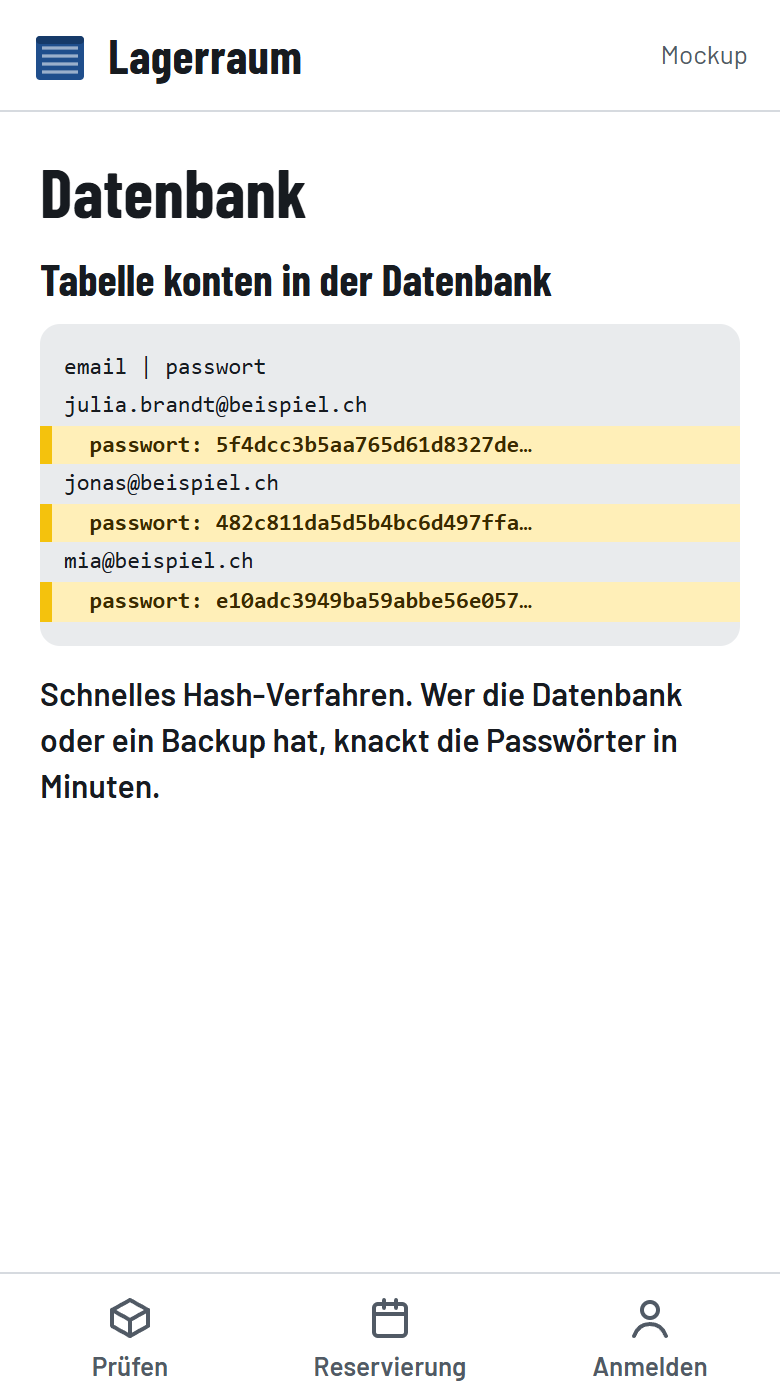 Lagerraum
Mockup
Datenbank
Tabelle konten in der Datenbank
email | passwort
julia.brandt@beispiel.ch
passwort: 5f4dcc3b5aa765d61d8327de…
jonas@beispiel.ch
passwort: 482c811da5d5b4bc6d497ffa…
mia@beispiel.ch
passwort: e10adc3949ba59abbe56e057…
Schnelles Hash-Verfahren. Wer die Datenbank
oder ein Backup hat, knackt die Passwörter in
Minuten.
Prüfen
Reservierung
Anmelden